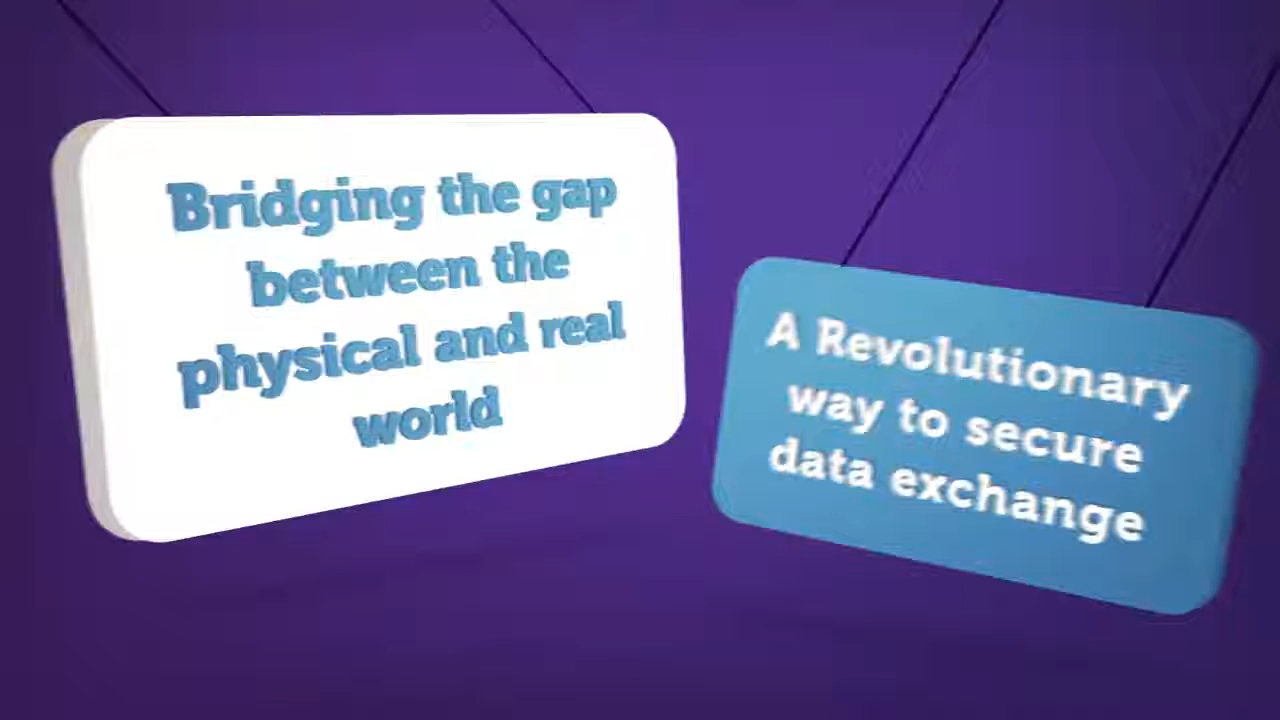 Bridging the gap
between the
physical and real
world
A Revolutionary
way to secure
data exchange